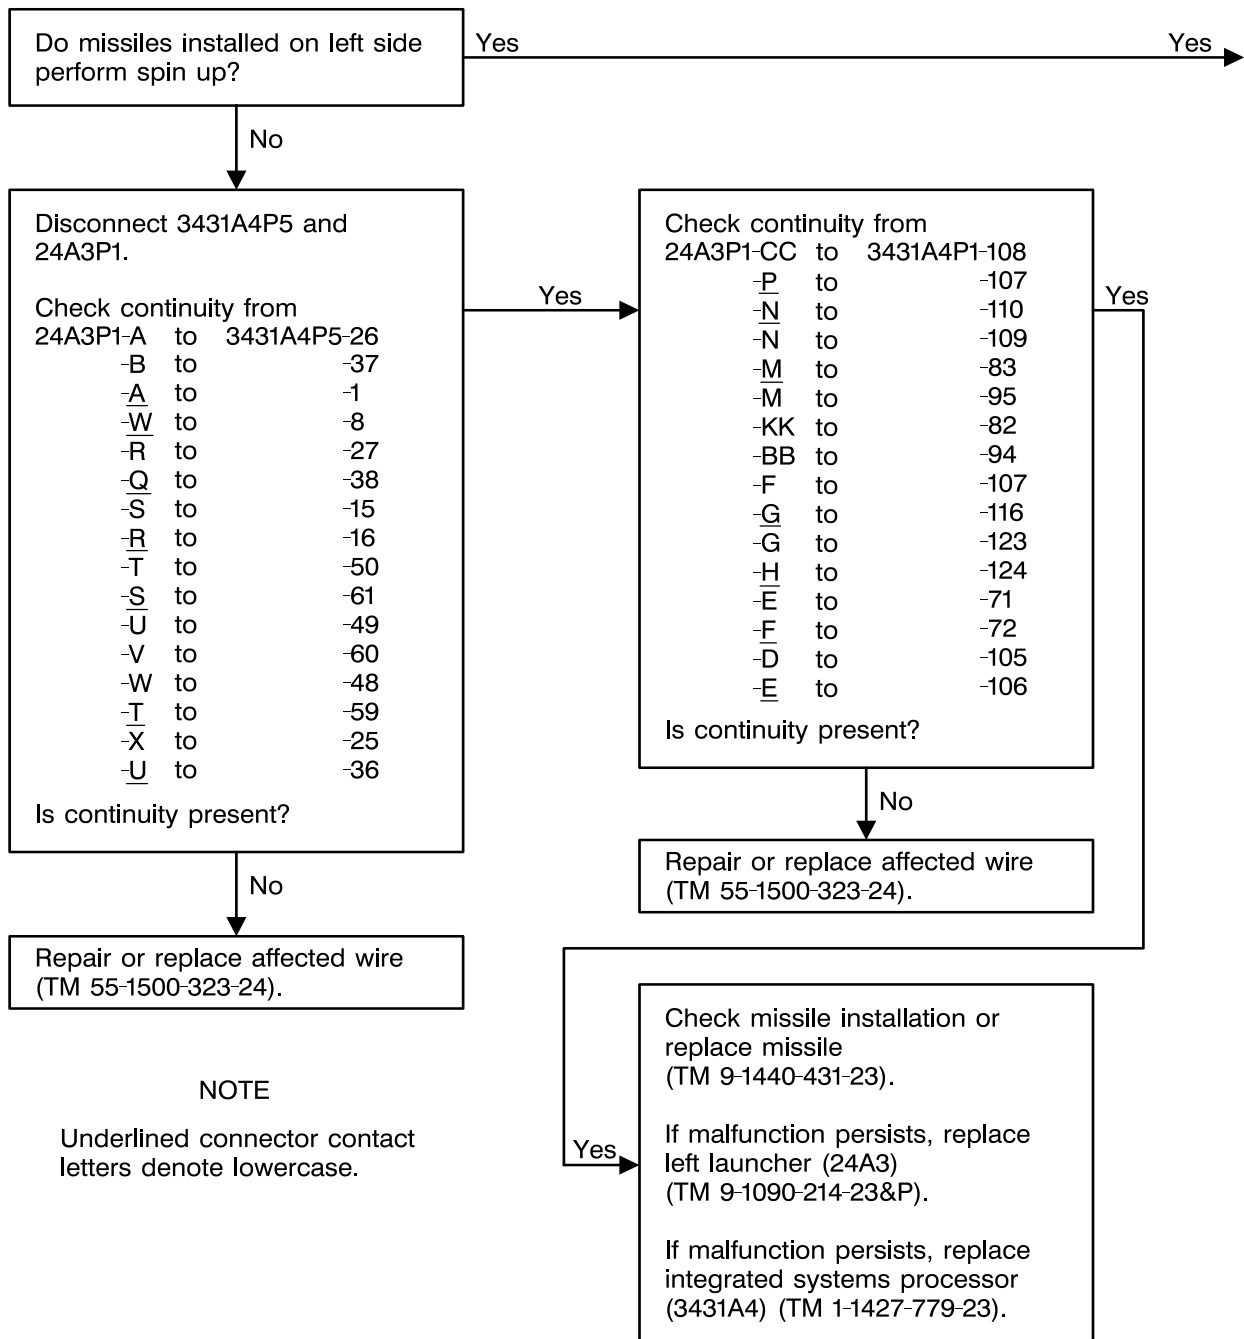 Do missiles installed on left side
perform spin up?
Yes
Yes
No
Disconnect 3431A4P5 and
24A3P1.
Check continuity from
24A3P1-A to 3431A4P5-26
-B to -37
-A to -1
-W to -8
-R to -27
-Q to -38
-S to -15
-R to -16
-T to -50
-S to -61
-U to -49
-V to -60
-W to -48
-T to -59
-X to -25
-U to -36
Is continuity present?
Yes
No
Repair or replace affected wire
(TM 55-1500-323-24).
NOTE
Underlined connector contact
letters denote lowercase.
Check continuity from
24A3P1-CC to 3431A4P1-108
-P to -107
-N to -110
-N to -109
-M to -83
-M to -95
-KK to -82
-BB to -94
-F to -107
-G to -116
-G to -123
-H to -124
-E to -71
-F to -72
-D to -105
-E to -106
Is continuity present?
Yes
No
Repair or replace affected wire
(TM 55-1500-323-24).
Yes
Check missile installation or
replace missile
(TM 9-1440-431-23).
If malfunction persists, replace
left launcher (24A3)
(TM 9-1090-214-23&P).
If malfunction persists, replace
integrated systems processor
(3431A4) (TM 1-1427-779-23).